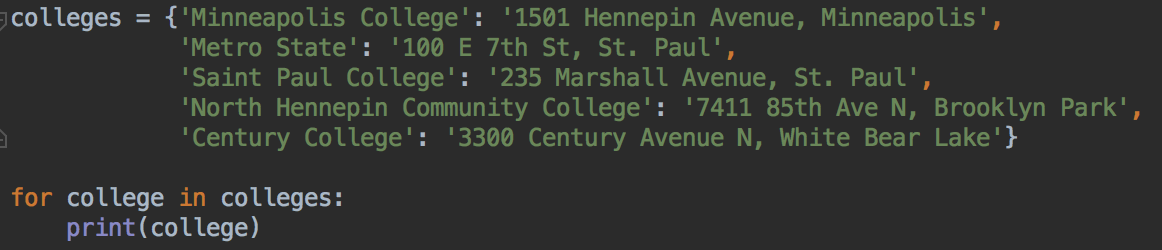 colleges = {'Minneapolis College': '1501 Hennepin Avenue, Minneapolis',
            'Metro State': '100 E 7th St, St. Paul',
            'Saint Paul College': '235 Marshall Avenue, St. Paul',
            'North Hennepin Community College': '7411 85th Ave N, Brooklyn Park',
            'Century College': '3300 Century Avenue N, White Bear Lake'}
for college in colleges:
    print(college)